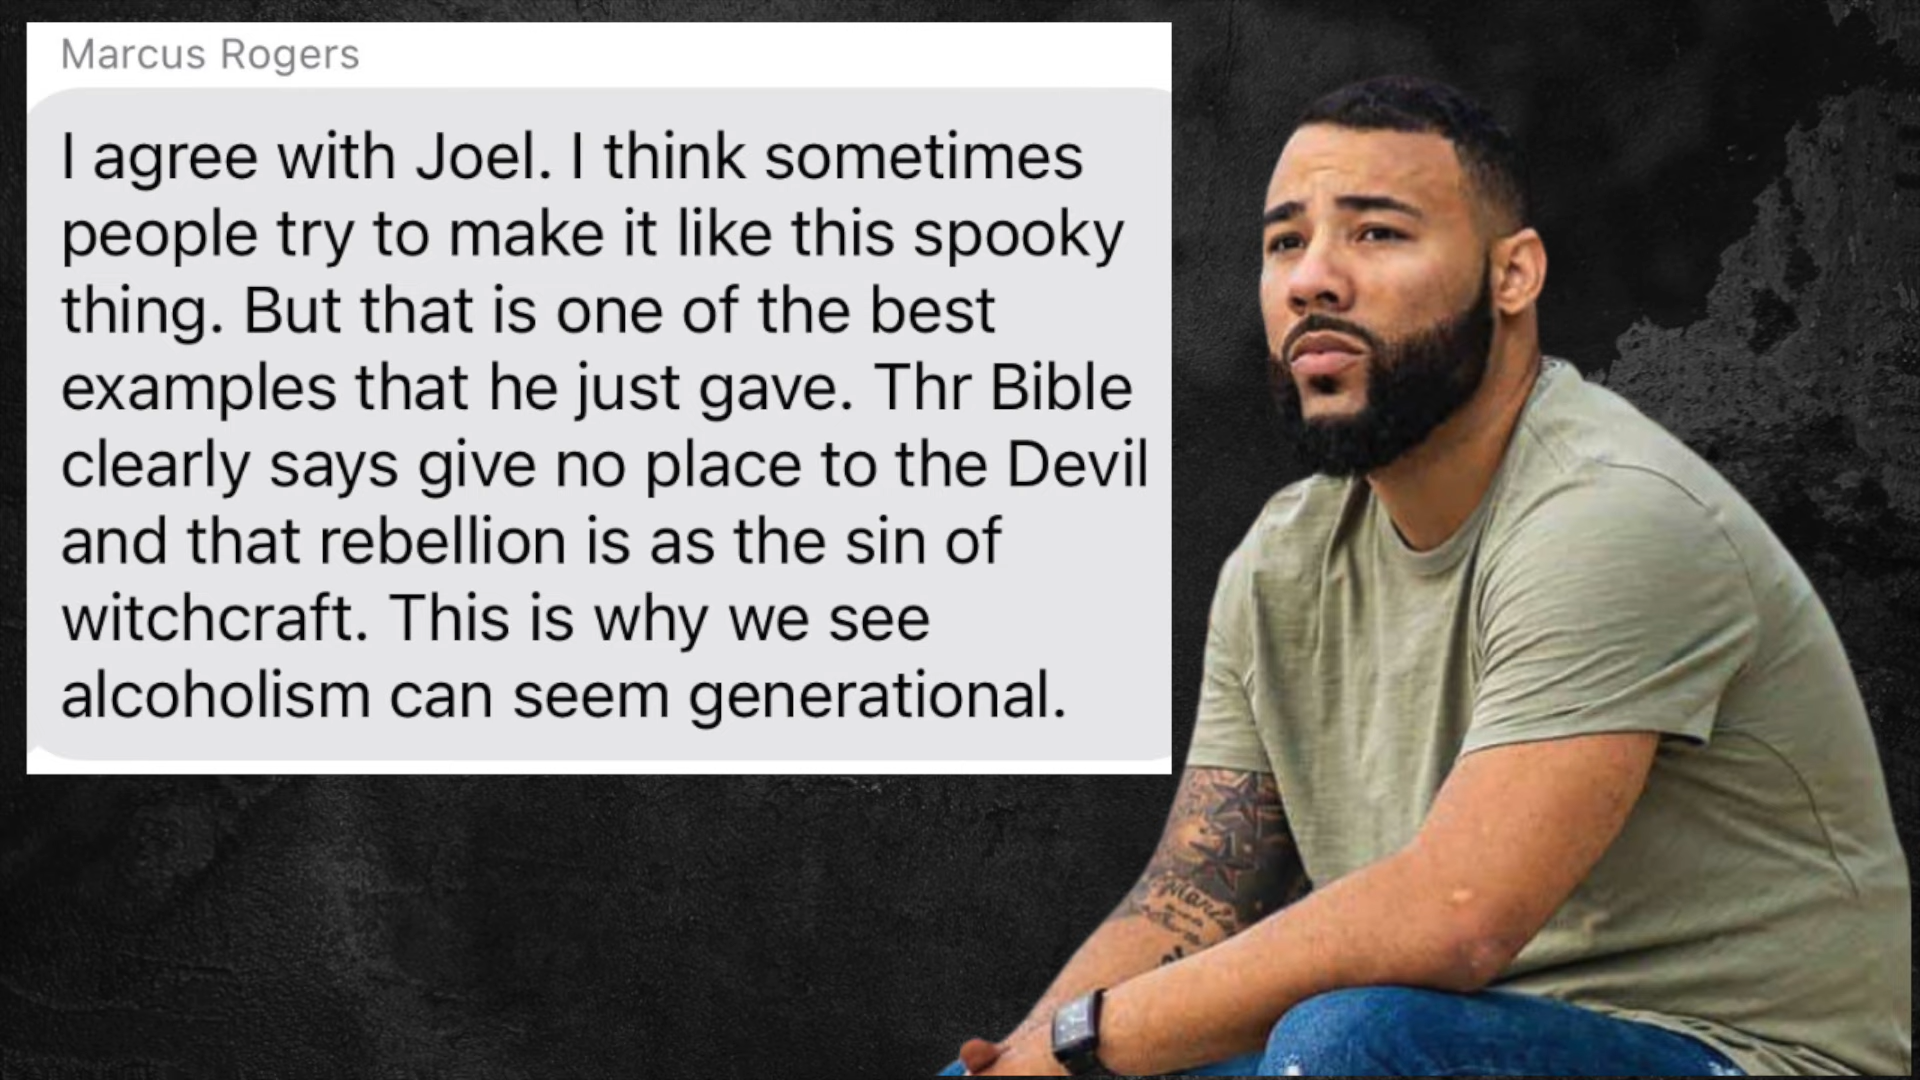 Marcus Rogers
I agree with Joel. I think sometimes
people try to make it like this spooky
thing. But that is one of the best
examples that he just gave. Thr Bible
clearly says give no place to the Devil
and that rebellion is as the sin of
witchcraft. This is why we see
alcoholism can seem generational.